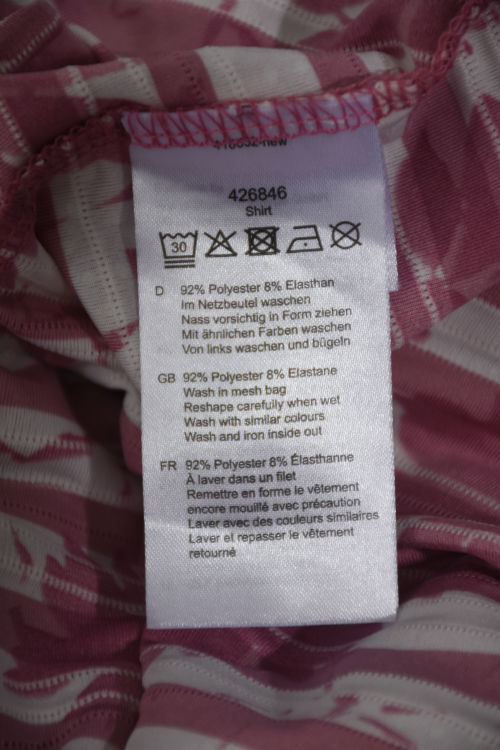 426846
Shirt
30
D 92% Polyester 8% Elasthan
Im Netzbeutel waschen
Nass vorsichtig in Form ziehen
Mit ähnlichen Farben waschen
Von links waschen und bügeln
GB 92% Polyester 8% Elastane
Wash in mesh bag
Reshape carefully when wet
Wash with similar colours
Wash and iron inside out
FR 92% Polyester 8% Élasthanne
À laver dans un filet
Remettre en forme le vêtement
encore mouillé avec précaution
Laver avec des couleurs similaires
Laver et repasser le vêtement
retourné